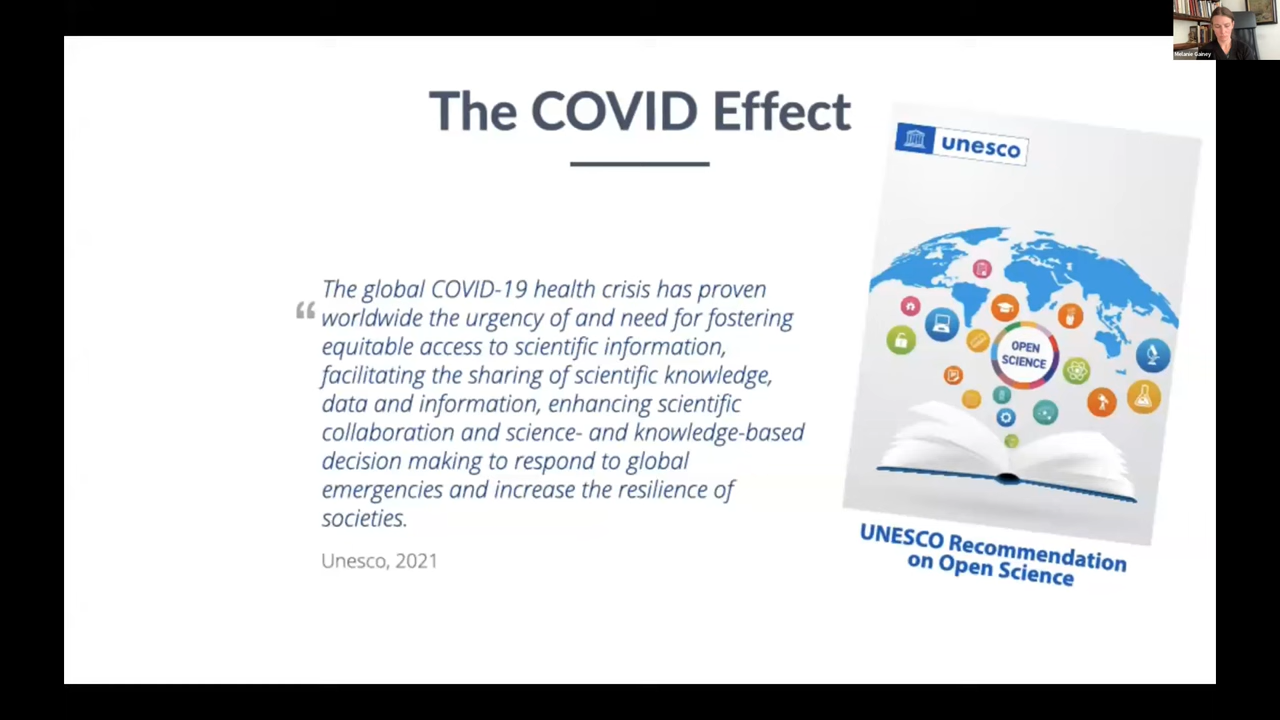 Melanie Gainey
The COVID Effect
unesco
“
The global COVID-19 health crisis has proven
worldwide the urgency of and need for fostering
equitable access to scientific information,
facilitating the sharing of scientific knowledge,
data and information, enhancing scientific
collaboration and science- and knowledge-based
decision making to respond to global
emergencies and increase the resilience of
societies.
Unesco, 2021
OPEN
SCIENCE
UNESCO Recommendation
on Open Science